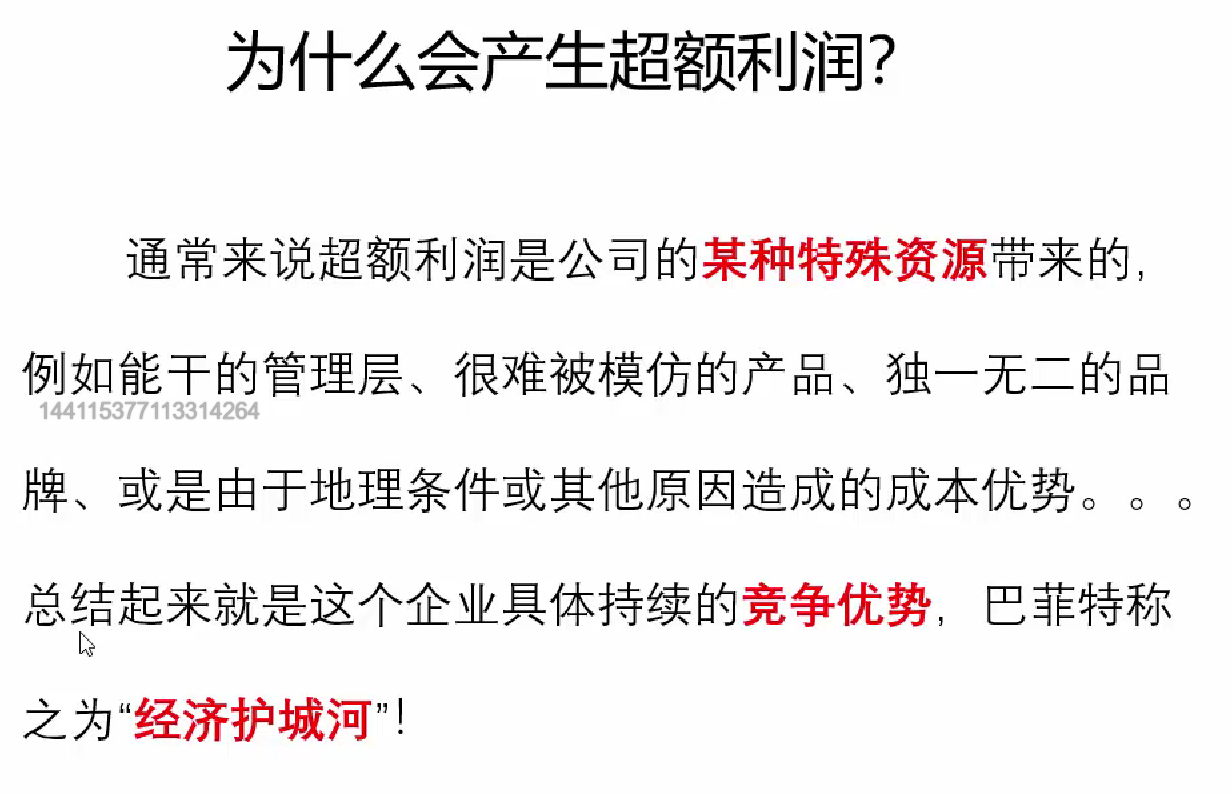 为什么会产生超额利润?
通常来说超额利润是公司的某种特殊资源带来的,
例如能干的管理层、很难被模仿的产品、独一无二的品
144115377113314264
牌、或是由于地理条件或其他原因造成的成本优势。。。
总结起来就是这个企业具体持续的竞争优势，巴菲特称
之为“经济护城河”！